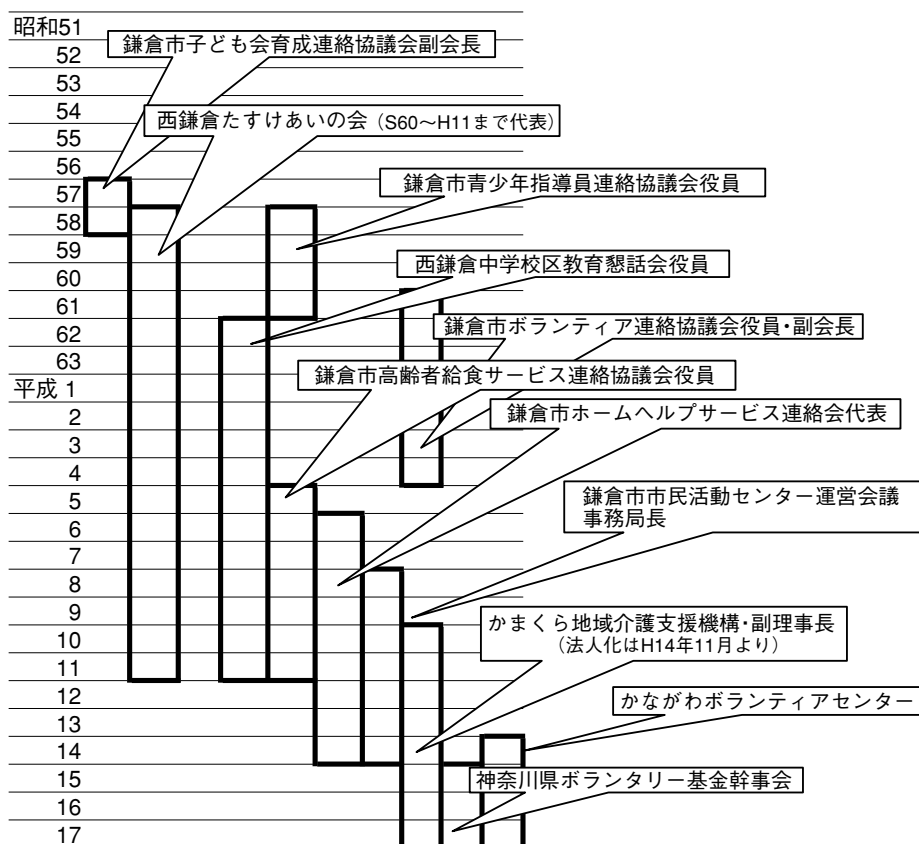 昭和51
52
53
54
55
56
57
58
59
60
61
62
63
平成 1
2
3
4
5
6
7
8
9
10
11
12
13
14
15
16
17
鎌倉市子ども会育成連絡協議会副会長
西鎌倉たすけあいの会（S60～H11まで代表）
鎌倉市青少年指導員連絡協議会役員
西鎌倉中学校区教育懇話会役員
鎌倉市ボランティア連絡協議会役員・副会長
鎌倉市高齢者給食サービス連絡協議会役員
鎌倉市ホームヘルプサービス連絡会代表
鎌倉市市民活動センター運営会議
事務局長
かまくら地域介護支援機構・副理事長
（法人化はH14年11月より）
かながわボランティアセンター
神奈川県ボランタリー基金幹事会